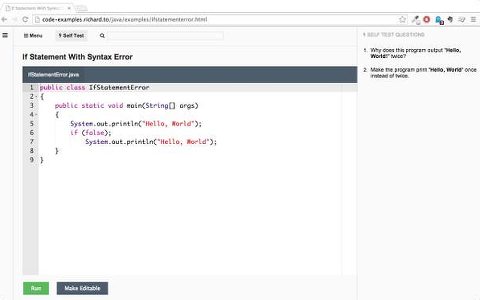 If Statement With Syntax
code-examples.richard.to/java/examples/ifstatementerror.html
Menu
Self Test
If Statement With Syntax Error
IfStatementError.java
1 public class IfStatementError
2 {
3 public static void main(String[] args)
4 {
5 System.out.println("Hello, World");
6 if (false);
7 System.out.println("Hello, World");
8 }
9 }
Run
Make Editable
SELF TEST QUESTIONS
1. Why does this program output "Hello,
World!" twice?
2. Make the program print "Hello, World" once
instead of twice.